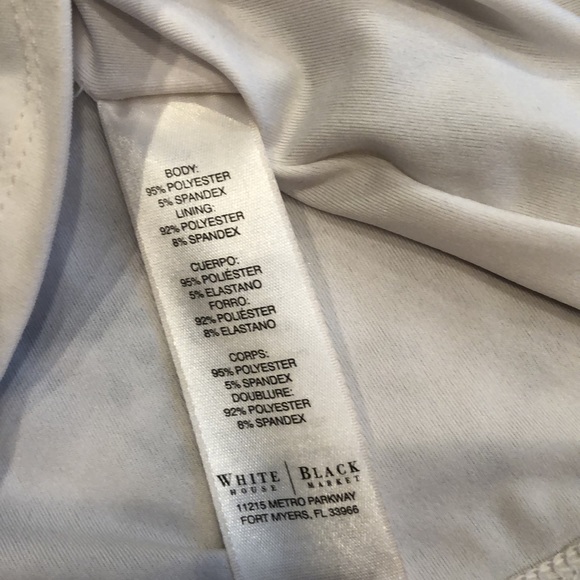 BODY:
95% POLYESTER
5% SPANDEX
LINING:
92% POLYESTER
8% SPANDEX
CUERPO:
95% POLIÉSTER
5% ELASTANO
FORRO:
92% POLIÉSTER
8% ELASTANO
CORPS:
95% POLYESTER
5% SPANDEX
DOUBLURE:
92% POLYESTER
8% SPANDEX
WHITE | BLACK
HOUSE MARKET
11215 METRO PARKWAY
FORT MYERS, FL 33966